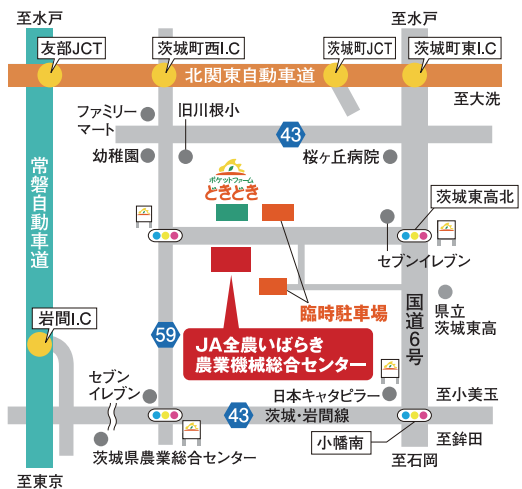 至水戸
至水戸
友部JCT
茨城町西I.C
茨城町JCT
茨城町東I.C
北関東自動車道
至大洗
ファミリー
マート
旧川根小
43
幼稚園
桜ヶ丘病院
常磐自動車道
ポケットファーム
どきどき
茨城東高北
セブンイレブン
臨時駐車場
国道6号
県立
茨城東高
岩間I.C
59
JA全農いばらき
農業機械総合センター
セブン
イレブン
日本キャタピラー
至小美玉
43
茨城・岩間線
小幡南
至鉾田
茨城県農業総合センター
至石岡
至東京